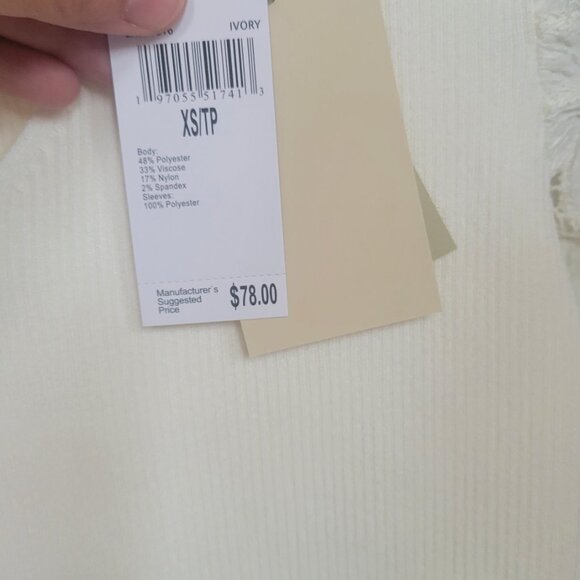 IVORY
1 97055 51741 3
XS/TP
Body:
48% Polyester
33% Viscose
17% Nylon
2% Spandex
Sleeves:
100% Polyester
Manufacturer's
Suggested
Price
$78.00